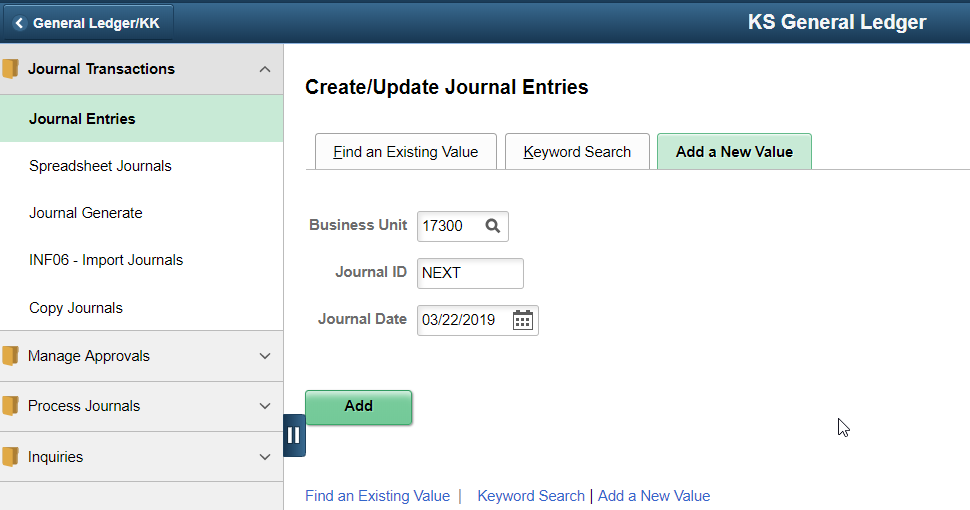 General Ledger/KK
KS General Ledger
Journal Transactions
Journal Entries
Spreadsheet Journals
Journal Generate
INF06 - Import Journals
Copy Journals
Manage Approvals
Process Journals
Inquiries
Create/Update Journal Entries
Find an Existing Value
Keyword Search
Add a New Value
Business Unit 17300
Journal ID NEXT
Journal Date 03/22/2019
Add
Find an Existing Value | Keyword Search | Add a New Value